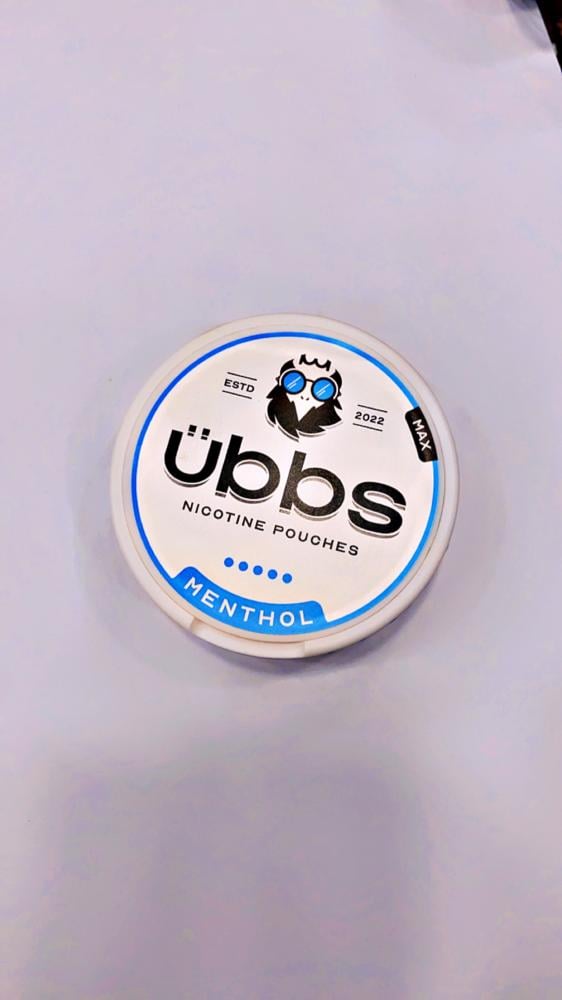 ESTD
2022
MAX
übbs
NICOTINE POUCHES
MENTHOL